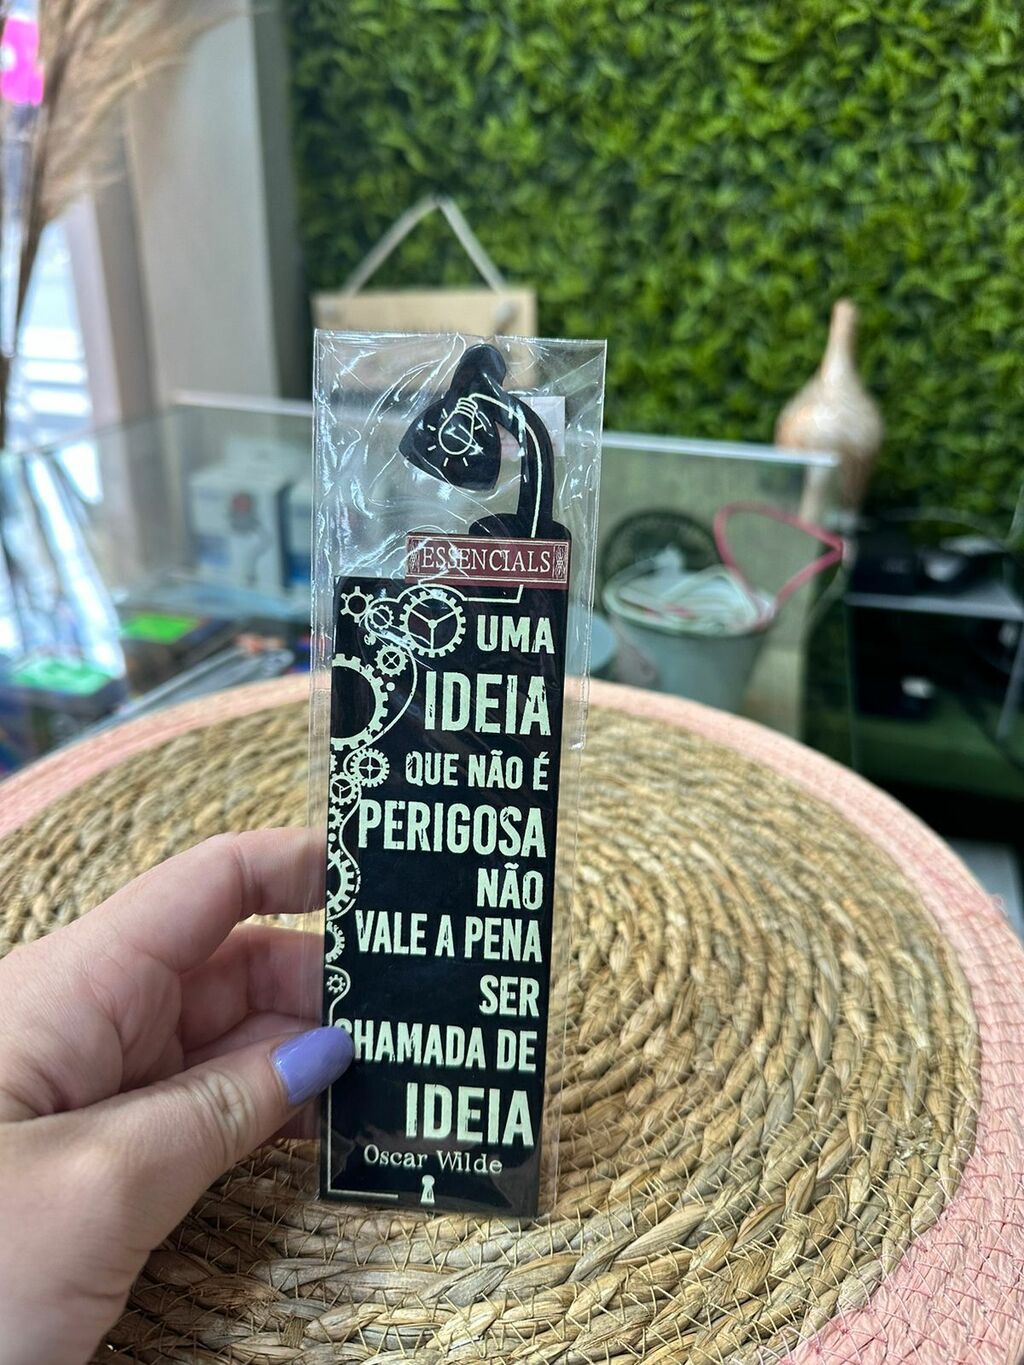 ESSENCIALS
UMA
IDEIA
QUE NÃO É
PERIGOSA
NÃO
VALE A PENA
SER
CHAMADA DE
IDEIA
Oscar Wilde